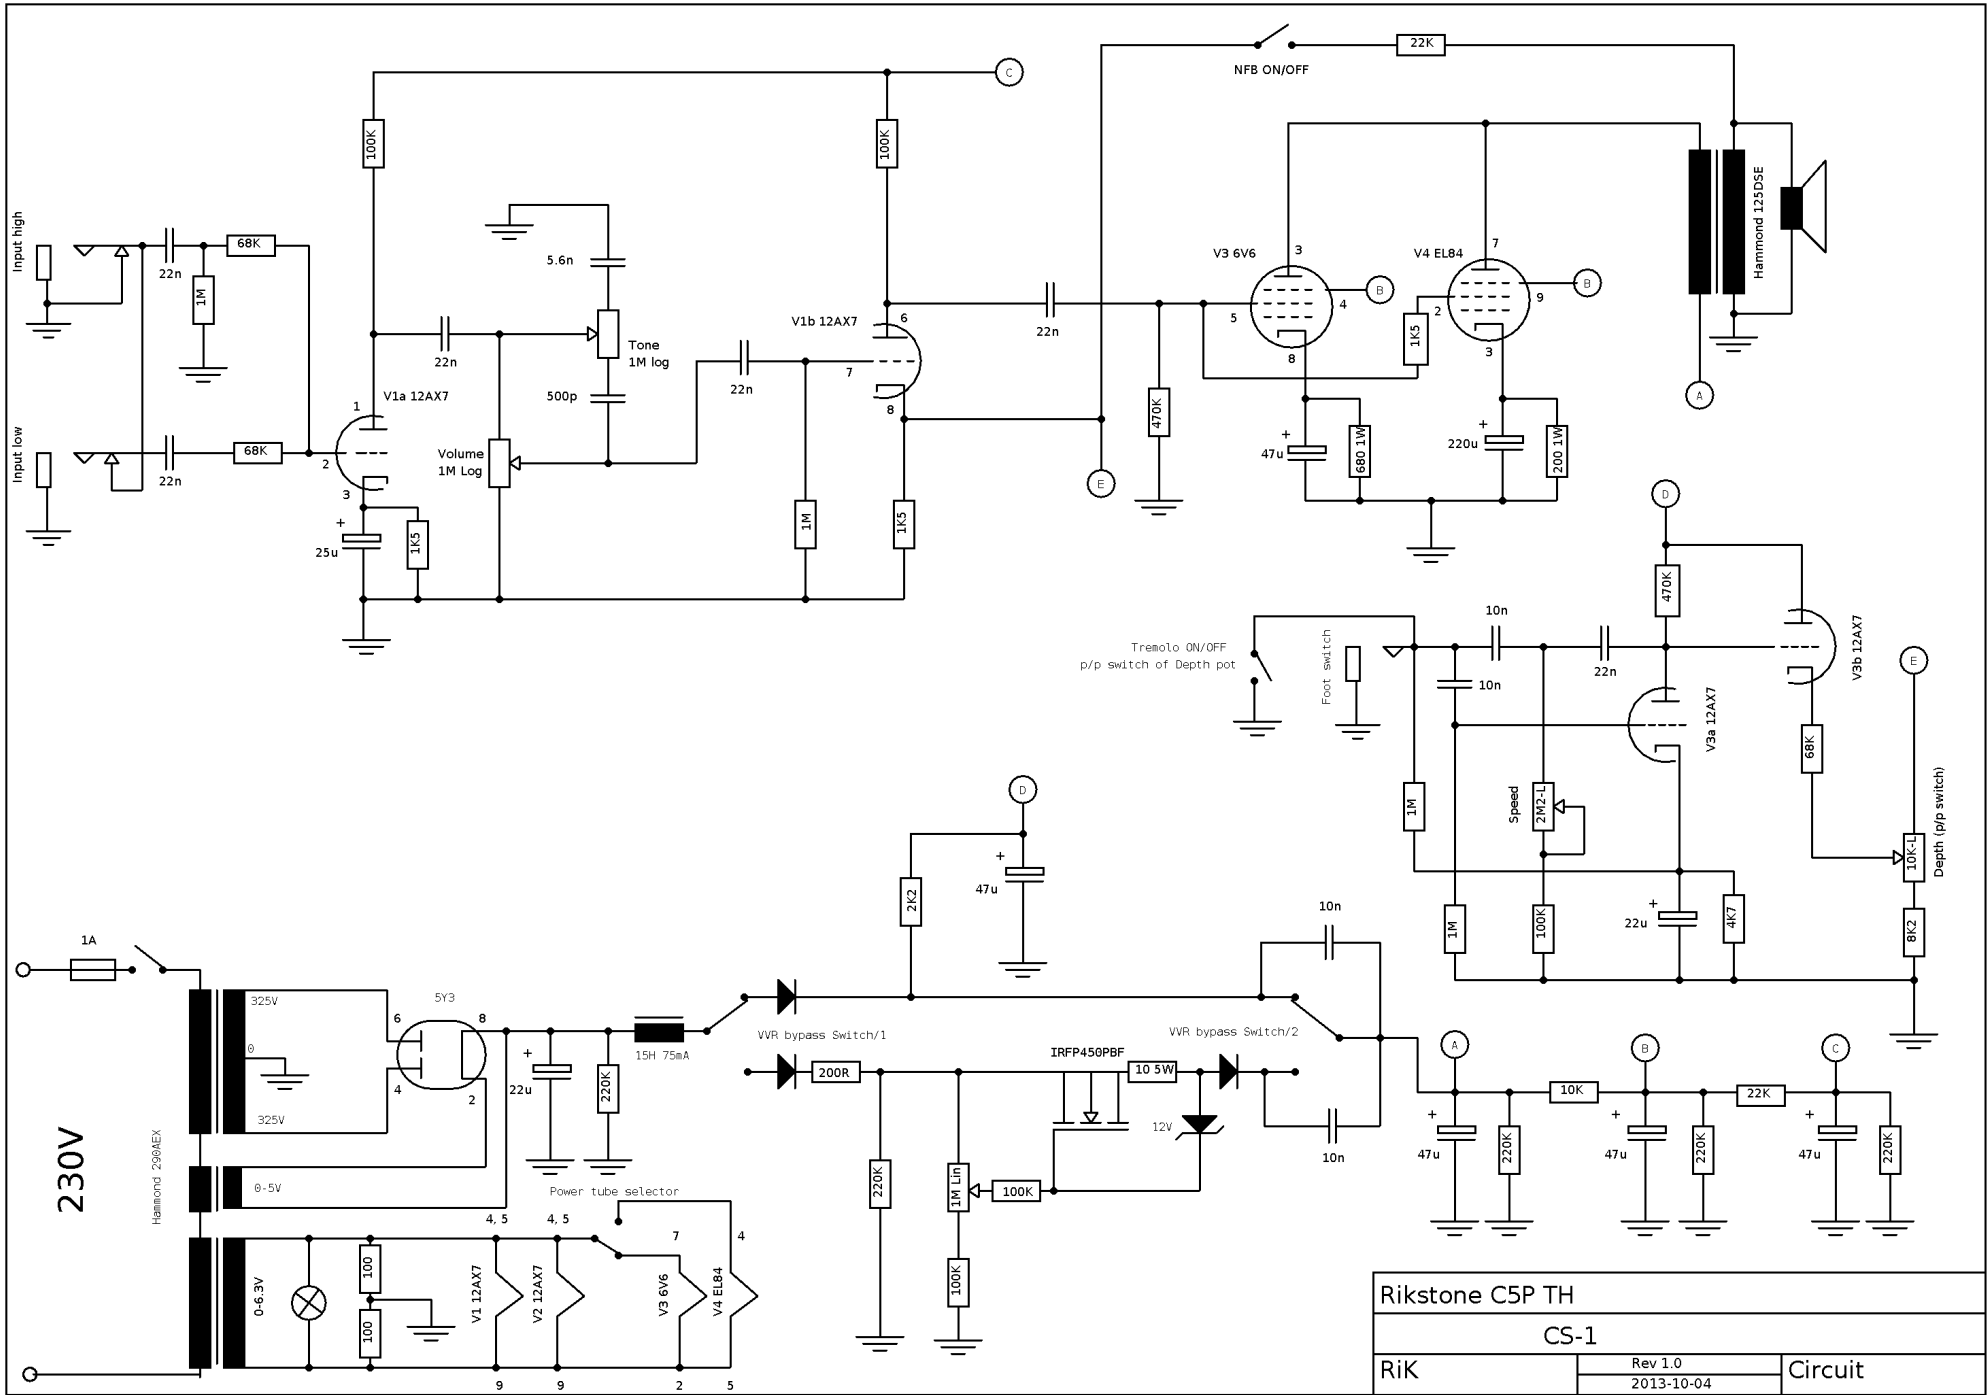 22K
NFB ON/OFF
C
100K
100K
Input high
22n
68K
1M
5.6n
Tone
1M log
500p
22n
V1a 12AX7
1
2
3
Input low
22n
68K
25u
+
1K5
Volume
1M Log
22n
1M
V1b 12AX7
6
7
8
1K5
22n
E
470K
V3 6V6
3
4
5
8
B
V4 EL84
7
9
2
3
B
1K5
+
47u
680 1W
+
220u
200 1W
Hammond 125DSE
A
D
470K
10n
22n
10n
Tremolo ON/OFF
p/p switch of Depth pot
Foot switch
V3b 12AX7
V3a 12AX7
E
68K
1M
Speed
2M2-L
10K-L
Depth (p/p switch)
1M
100K
+
22u
4K7
8K2
D
+
47u
2K2
10n
1A
230V
Hammond 290AEX
325V
0
325V
0-5V
0-6.3V
5Y3
6
8
4
2
+
22u
220K
15H 75mA
VVR bypass Switch/1
VVR bypass Switch/2
200R
IRFP450PBF
10 5W
12V
10n
220K
1M Lin
100K
100K
A
B
C
10K
22K
+
47u
220K
+
47u
220K
+
47u
220K
Power tube selector
4, 5
4, 5
7
4
100
100
V1 12AX7
V2 12AX7
V3 6V6
V4 EL84
9
9
2
5
Rikstone C5P TH
CS-1
RiK
Rev 1.0
2013-10-04
Circuit